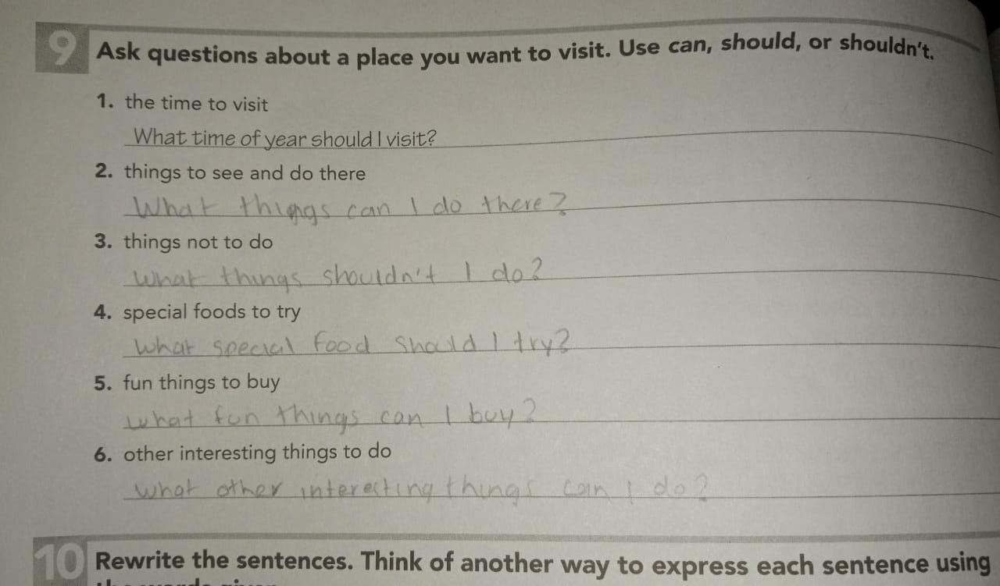 9 Ask questions about a place you want to visit. Use can, should, or shouldn't.
1. the time to visit
What time of year should I visit?
2. things to see and do there
What things can I do there?
3. things not to do
what things shouldn't I do?
4. special foods to try
what special food should I try?
5. fun things to buy
what fun things can I buy?
6. other interesting things to do
what other interesting things can I do?
10 Rewrite the sentences. Think of another way to express each sentence using